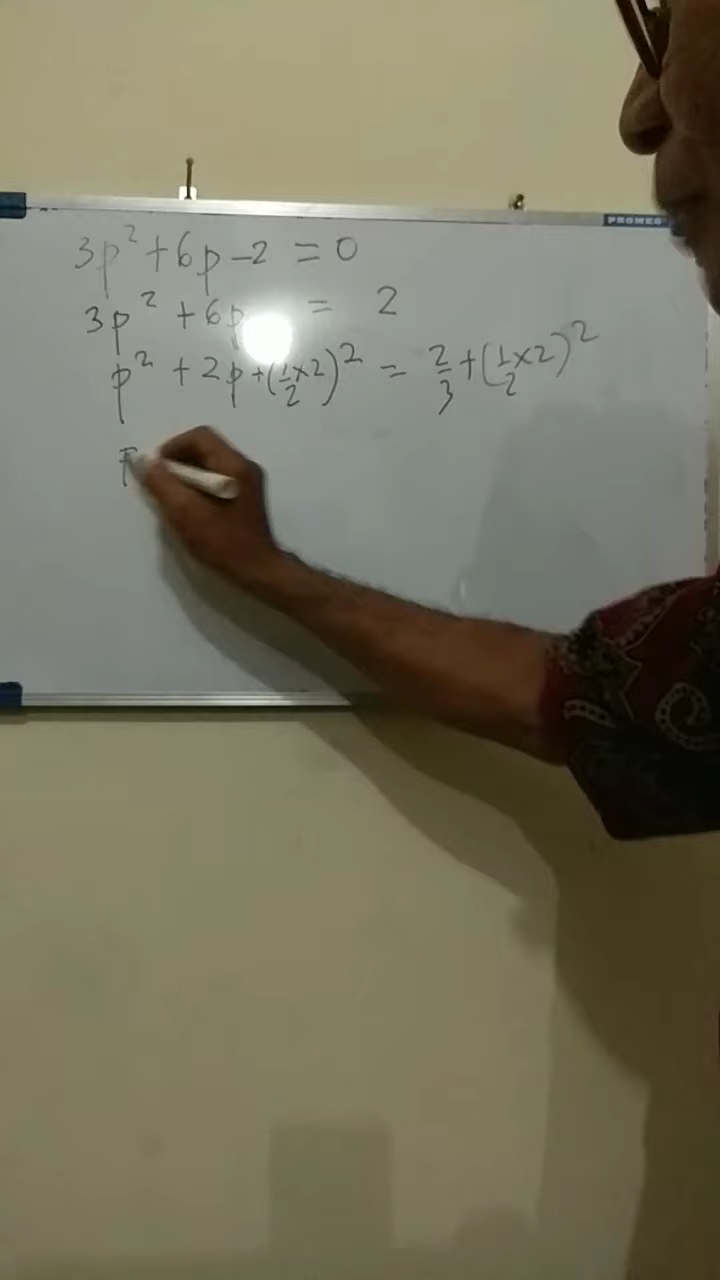 PROMEG
3p² + 6p - 2 = 0
3p² + 6p = 2
p² + 2p + (1/2 × 2)² = 2/3 + (1/2 × 2)²